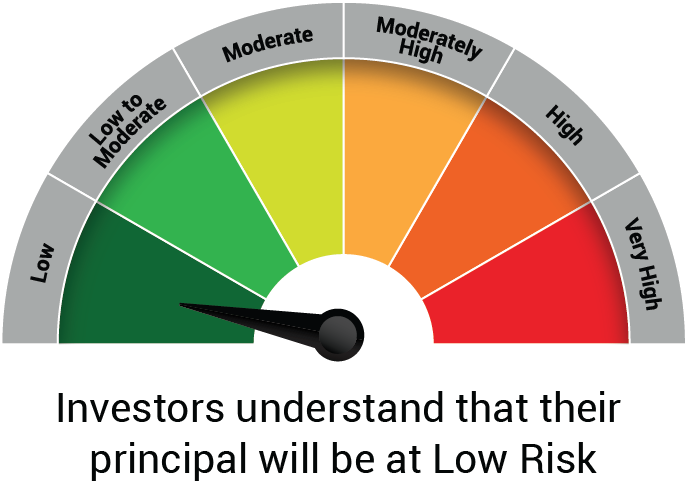 Low
Low to
Moderate
Moderate
Moderately
High
High
Very High
Investors understand that their
principal will be at Low Risk